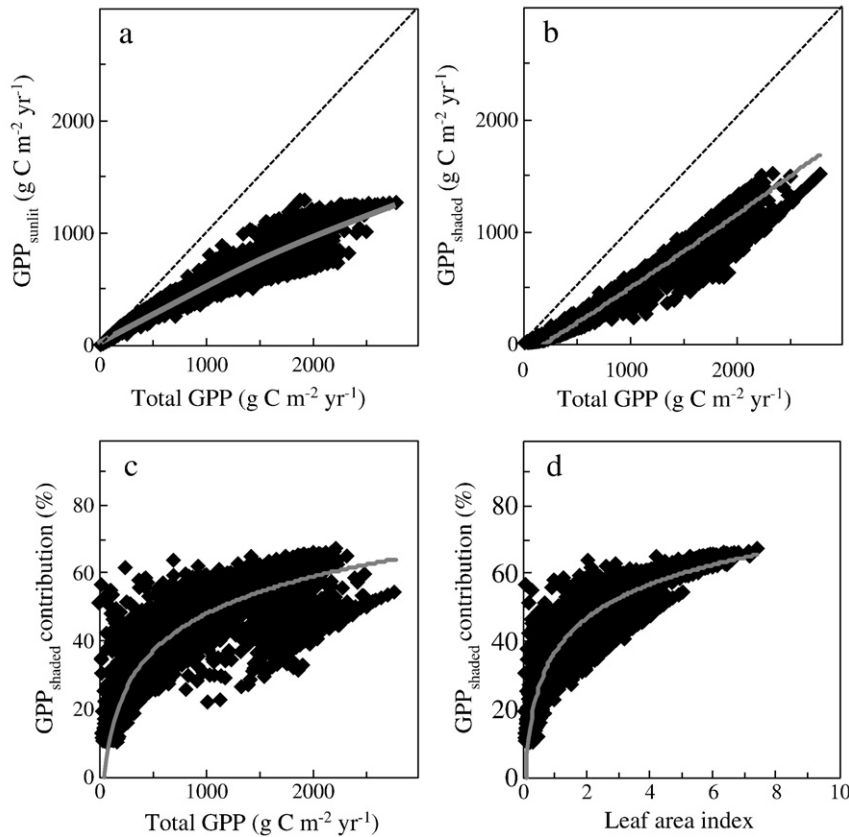 a
GPP_sunlit (g C m⁻² yr⁻¹)
2000
1000
0
0
1000
2000
Total GPP (g C m⁻² yr⁻¹)
b
GPP_shaded (g C m⁻² yr⁻¹)
2000
1000
0
0
1000
2000
Total GPP (g C m⁻² yr⁻¹)
c
GPP_shaded contribution (%)
80
60
40
20
0
0
1000
2000
Total GPP (g C m⁻² yr⁻¹)
d
GPP_shaded contribution (%)
80
60
40
20
0
0
2
4
6
8
10
Leaf area index